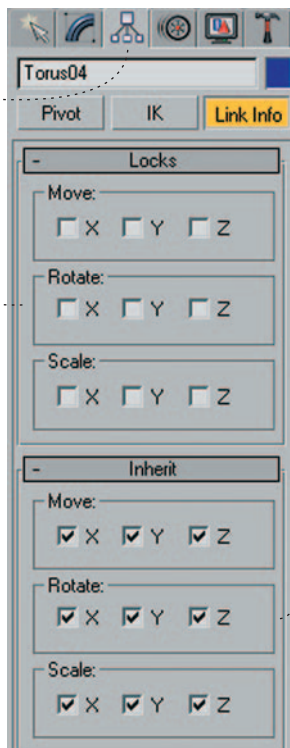 Torus04
Pivot IK Link Info
- Locks
Move:
X Y Z
Rotate:
X Y Z
Scale:
X Y Z
- Inherit
Move:
X Y Z
Rotate:
X Y Z
Scale:
X Y Z